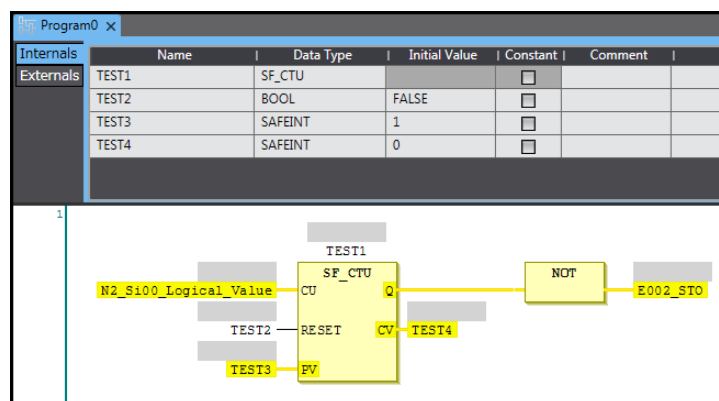 Program0 X
Internals Name Data Type Initial Value Constant Comment
Externals TEST1 SF_CTU
TEST2 BOOL FALSE
TEST3 SAFEINT 1
TEST4 SAFEINT 0
1
TEST1
SF_CTU NOT
N2_Si00_Logical_Value CU Q E002_STO
TEST2 RESET CV TEST4
TEST3 PV